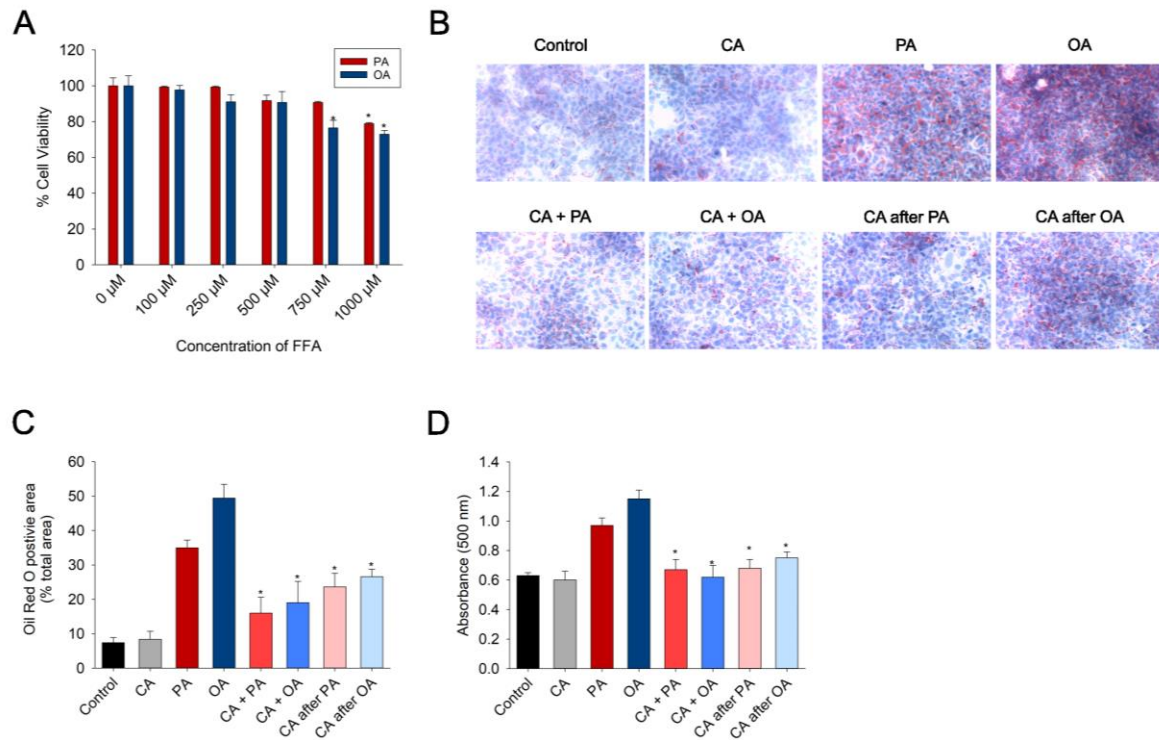 A
% Cell Viability
120
100
80
60
40
20
0
PA
OA
*
*
*
0 µM
100 µM
250 µM
500 µM
750 µM
1000 µM
Concentration of FFA
B
Control
CA
PA
OA
CA + PA
CA + OA
CA after PA
CA after OA
C
Oil Red O postivie area
(% total area)
60
50
40
30
20
10
0
*
*
*
*
Control
CA
PA
OA
CA + PA
CA + OA
CA after PA
CA after OA
D
Absorbance (500 nm)
1.4
1.2
1.0
0.8
0.6
0.4
0.2
0.0
*
*
*
*
Control
CA
PA
OA
CA + PA
CA + OA
CA after PA
CA after OA